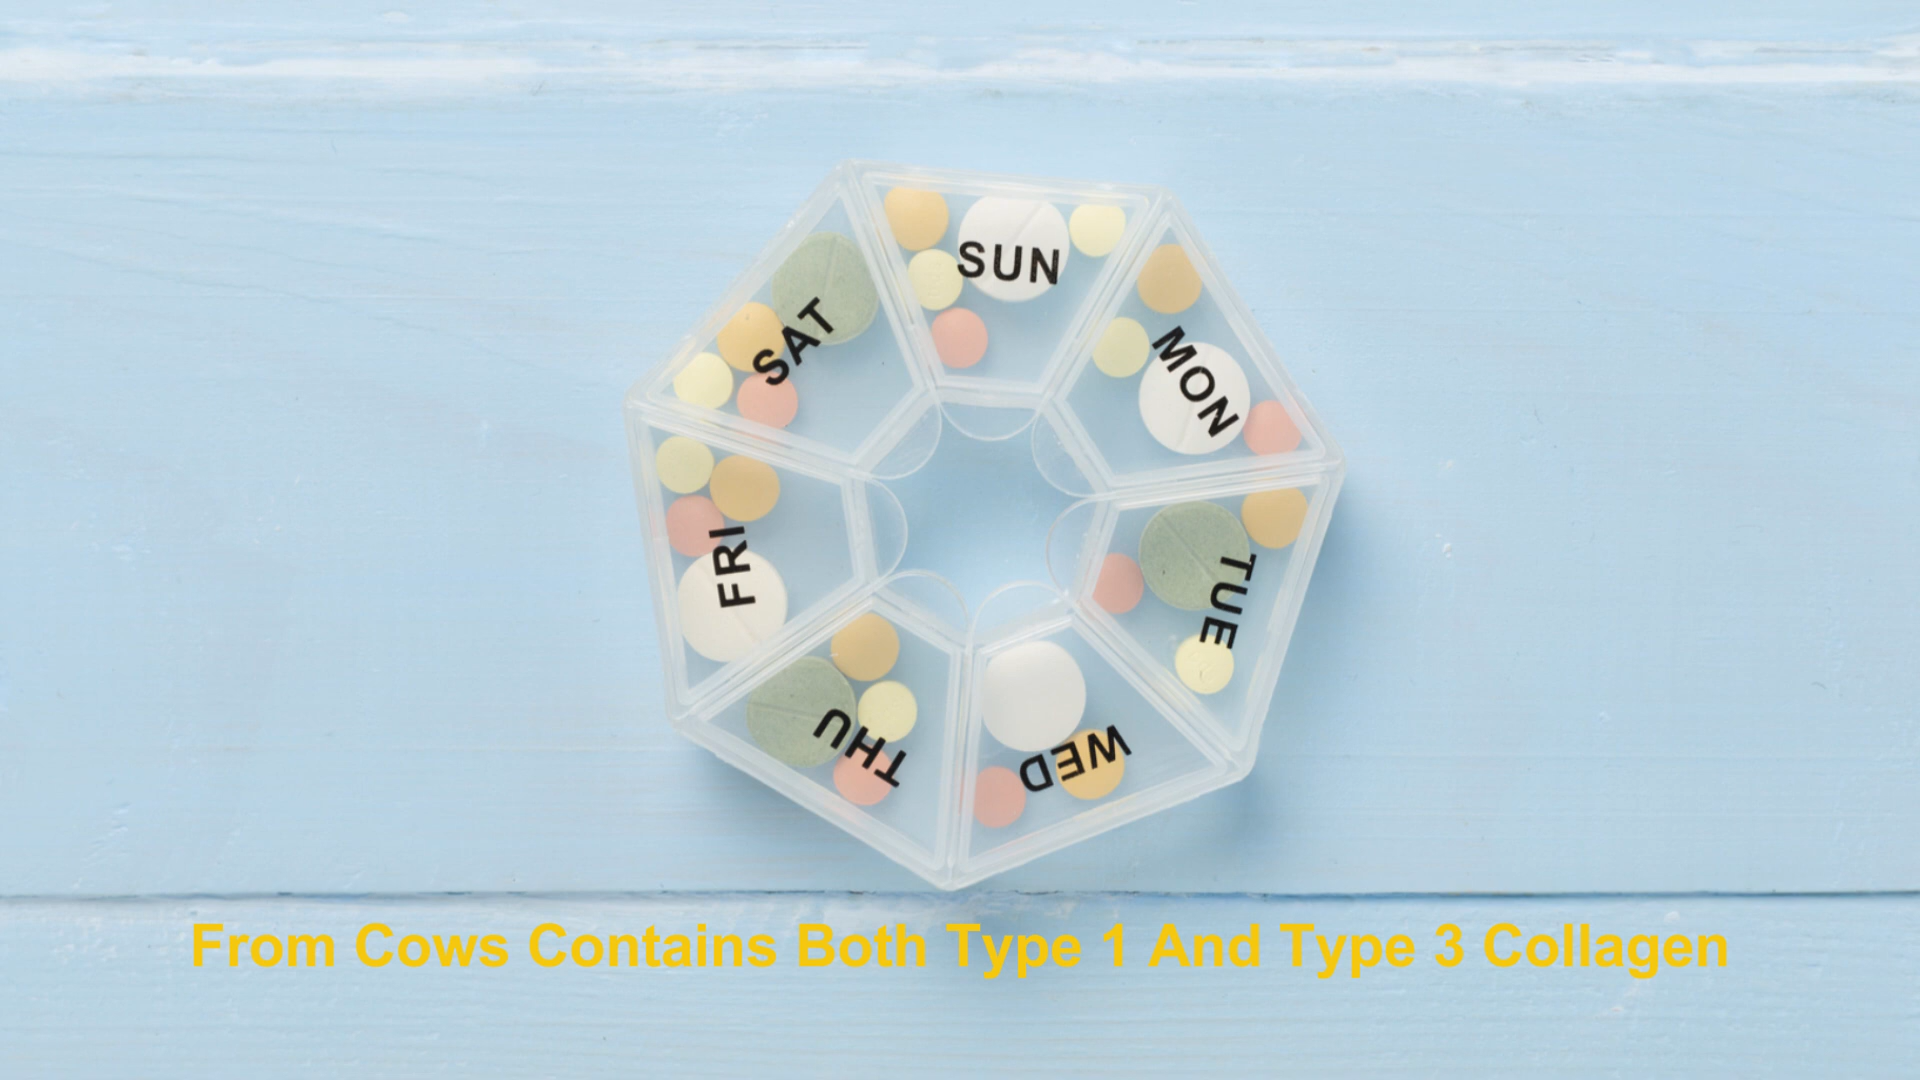 SUN
MON
TUE
WED
THU
FRI
SAT
From Cows Contains Both Type 1 And Type 3 Collagen